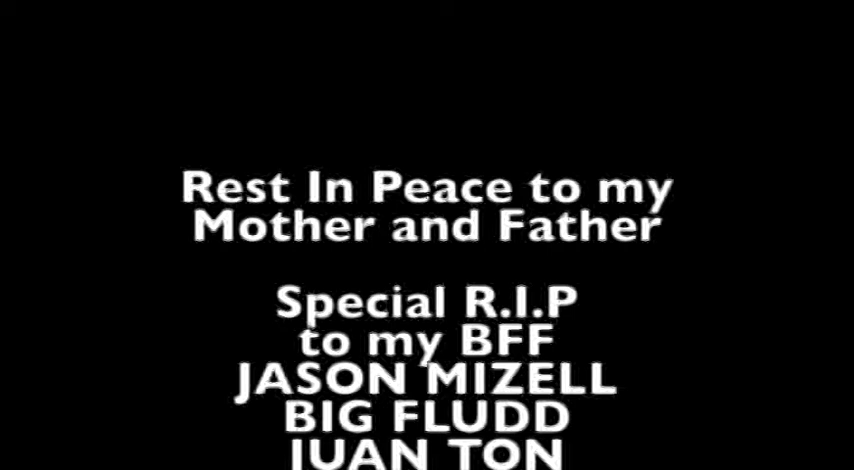 Rest In Peace to my
Mother and Father
Special R.I.P
to my BFF
JASON MIZELL
BIG FLUDD
JUAN TON